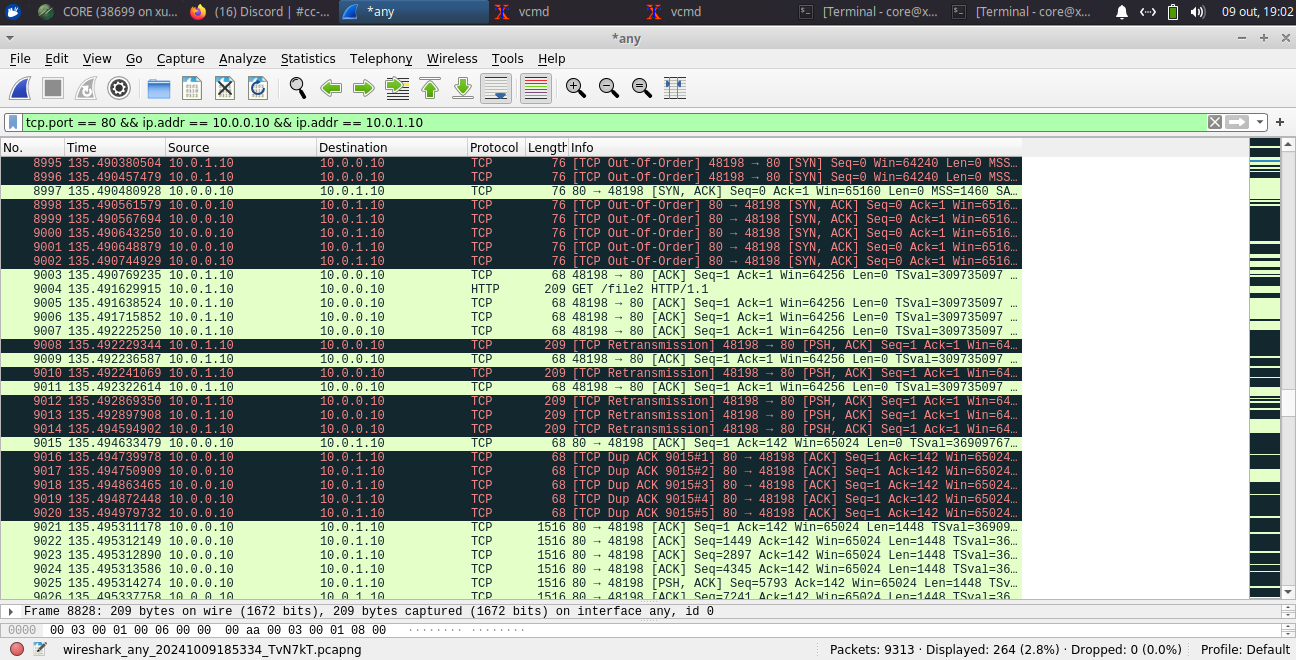 CORE (38699 on xu... (16) Discord | #cc-... *any vcmd vcmd [Terminal - core@x... [Terminal - core@x... 09 out, 19:02
*any
File Edit View Go Capture Analyze Statistics Telephony Wireless Tools Help
tcp.port == 80 && ip.addr == 10.0.0.10 && ip.addr == 10.0.1.10
No. Time Source Destination Protocol Length Info
8995 135.490380504 10.0.1.10 10.0.0.10 TCP 76 [TCP Out-Of-Order] 48198 → 80 [SYN] Seq=0 Win=64240 Len=0 MSS…
8996 135.490457479 10.0.1.10 10.0.0.10 TCP 76 [TCP Out-Of-Order] 48198 → 80 [SYN] Seq=0 Win=64240 Len=0 MSS…
8997 135.490480928 10.0.0.10 10.0.1.10 TCP 76 80 → 48198 [SYN, ACK] Seq=0 Ack=1 Win=65160 Len=0 MSS=1460 SA…
8998 135.490561579 10.0.0.10 10.0.1.10 TCP 76 [TCP Out-Of-Order] 80 → 48198 [SYN, ACK] Seq=0 Ack=1 Win=6516…
8999 135.490567694 10.0.0.10 10.0.1.10 TCP 76 [TCP Out-Of-Order] 80 → 48198 [SYN, ACK] Seq=0 Ack=1 Win=6516…
9000 135.490643250 10.0.0.10 10.0.1.10 TCP 76 [TCP Out-Of-Order] 80 → 48198 [SYN, ACK] Seq=0 Ack=1 Win=6516…
9001 135.490648879 10.0.0.10 10.0.1.10 TCP 76 [TCP Out-Of-Order] 80 → 48198 [SYN, ACK] Seq=0 Ack=1 Win=6516…
9002 135.490744929 10.0.0.10 10.0.1.10 TCP 76 [TCP Out-Of-Order] 80 → 48198 [SYN, ACK] Seq=0 Ack=1 Win=6516…
9003 135.490769235 10.0.1.10 10.0.0.10 TCP 68 48198 → 80 [ACK] Seq=1 Ack=1 Win=64256 Len=0 TSval=309735097 …
9004 135.491629915 10.0.1.10 10.0.0.10 HTTP 209 GET /file2 HTTP/1.1
9005 135.491638524 10.0.1.10 10.0.0.10 TCP 68 48198 → 80 [ACK] Seq=1 Ack=1 Win=64256 Len=0 TSval=309735097 …
9006 135.491715852 10.0.1.10 10.0.0.10 TCP 68 48198 → 80 [ACK] Seq=1 Ack=1 Win=64256 Len=0 TSval=309735097 …
9007 135.492225250 10.0.1.10 10.0.0.10 TCP 68 48198 → 80 [ACK] Seq=1 Ack=1 Win=64256 Len=0 TSval=309735097 …
9008 135.492229344 10.0.1.10 10.0.0.10 TCP 209 [TCP Retransmission] 48198 → 80 [PSH, ACK] Seq=1 Ack=1 Win=64…
9009 135.492236587 10.0.1.10 10.0.0.10 TCP 68 48198 → 80 [ACK] Seq=1 Ack=1 Win=64256 Len=0 TSval=309735097 …
9010 135.492241069 10.0.1.10 10.0.0.10 TCP 209 [TCP Retransmission] 48198 → 80 [PSH, ACK] Seq=1 Ack=1 Win=64…
9011 135.492322614 10.0.1.10 10.0.0.10 TCP 68 48198 → 80 [ACK] Seq=1 Ack=1 Win=64256 Len=0 TSval=309735097 …
9012 135.492869350 10.0.1.10 10.0.0.10 TCP 209 [TCP Retransmission] 48198 → 80 [PSH, ACK] Seq=1 Ack=1 Win=64…
9013 135.492897908 10.0.1.10 10.0.0.10 TCP 209 [TCP Retransmission] 48198 → 80 [PSH, ACK] Seq=1 Ack=1 Win=64…
9014 135.494594902 10.0.1.10 10.0.0.10 TCP 209 [TCP Retransmission] 48198 → 80 [PSH, ACK] Seq=1 Ack=1 Win=64…
9015 135.494633479 10.0.0.10 10.0.1.10 TCP 68 80 → 48198 [ACK] Seq=1 Ack=142 Win=65024 Len=0 TSval=36909767…
9016 135.494739978 10.0.0.10 10.0.1.10 TCP 68 [TCP Dup ACK 9015#1] 80 → 48198 [ACK] Seq=1 Ack=142 Win=65024…
9017 135.494750909 10.0.0.10 10.0.1.10 TCP 68 [TCP Dup ACK 9015#2] 80 → 48198 [ACK] Seq=1 Ack=142 Win=65024…
9018 135.494863465 10.0.0.10 10.0.1.10 TCP 68 [TCP Dup ACK 9015#3] 80 → 48198 [ACK] Seq=1 Ack=142 Win=65024…
9019 135.494872448 10.0.0.10 10.0.1.10 TCP 68 [TCP Dup ACK 9015#4] 80 → 48198 [ACK] Seq=1 Ack=142 Win=65024…
9020 135.494979732 10.0.0.10 10.0.1.10 TCP 68 [TCP Dup ACK 9015#5] 80 → 48198 [ACK] Seq=1 Ack=142 Win=65024…
9021 135.495311178 10.0.0.10 10.0.1.10 TCP 1516 80 → 48198 [ACK] Seq=1 Ack=142 Win=65024 Len=1448 TSval=36909…
9022 135.495312149 10.0.0.10 10.0.1.10 TCP 1516 80 → 48198 [ACK] Seq=1449 Ack=142 Win=65024 Len=1448 TSval=36…
9023 135.495312890 10.0.0.10 10.0.1.10 TCP 1516 80 → 48198 [ACK] Seq=2897 Ack=142 Win=65024 Len=1448 TSval=36…
9024 135.495313586 10.0.0.10 10.0.1.10 TCP 1516 80 → 48198 [ACK] Seq=4345 Ack=142 Win=65024 Len=1448 TSval=36…
9025 135.495314274 10.0.0.10 10.0.1.10 TCP 1516 80 → 48198 [PSH, ACK] Seq=5793 Ack=142 Win=65024 Len=1448 TSv…
9026 135.495337758 10.0.0.10 10.0.1.10 TCP 1516 80 → 48198 [ACK] Seq=7241 Ack=142 Win=65024 Len=1448 TSval=36…
Frame 8828: 209 bytes on wire (1672 bits), 209 bytes captured (1672 bits) on interface any, id 0
0000 00 03 00 01 00 06 00 00 00 aa 00 03 00 01 08 00 ········ ········
wireshark_any_20241009185334_TvN7kT.pcapng Packets: 9313 · Displayed: 264 (2.8%) · Dropped: 0 (0.0%) Profile: Default